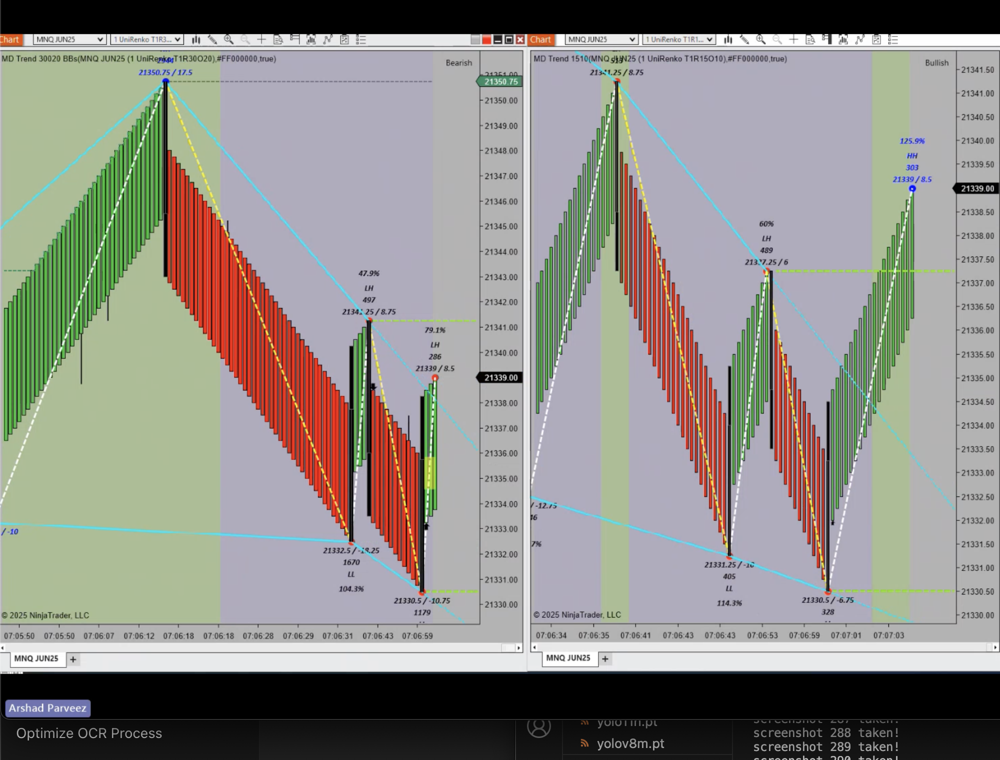 Chart
MNQ JUN25
1 UniRenko T1R3...
MD Trend 30020 BBs(MNQ JUN25 (1 UniRenko T1R30O20),#FF000000,true)
Bearish
21350.75 / 17.5
21351.00
21350.75
21350.00
21349.00
21348.00
21347.00
21346.00
21345.00
21344.00
21343.00
21342.00
21341.00
21340.00
21339.00
21338.00
21337.00
21336.00
21335.00
21334.00
21333.00
21332.00
21331.00
21330.00
47.9%
LH
497
21341.25 / 8.75
79.1%
LH
286
21339 / 8.5
/ -10
21332.5 / -18.25
1670
LL
104.3%
21330.5 / -10.75
1179
© 2025 NinjaTrader, LLC
07:05:50 07:05:50 07:06:07 07:06:12 07:06:18 07:06:18 07:06:28 07:06:29 07:06:31 07:06:43 07:06:59
MNQ JUN25 +
Chart
MNQ JUN25
1 UniRenko T1R1...
MD Trend 1510(MNQ JUN25 (1 UniRenko T1R15O10),#FF000000,true)
Bullish
21341.25 / 8.75
125.9%
HH
303
21339 / 8.5
60%
LH
489
21337.25 / 6
/ -12.75
7%
21331.25 / -10
405
LL
114.3%
21330.5 / -6.75
328
21341.50
21341.00
21340.50
21340.00
21339.50
21339.00
21338.50
21338.00
21337.50
21337.00
21336.50
21336.00
21335.50
21335.00
21334.50
21334.00
21333.50
21333.00
21332.50
21332.00
21331.50
21331.00
21330.50
21330.00
© 2025 NinjaTrader, LLC
07:06:34 07:06:35 07:06:41 07:06:43 07:06:43 07:06:53 07:06:59 07:07:01 07:07:03
MNQ JUN25 +
Arshad Parveez
Optimize OCR Process
yolo11n.pt
yolov8m.pt
screenshot 287 taken!
screenshot 288 taken!
screenshot 289 taken!
screenshot 290 taken!